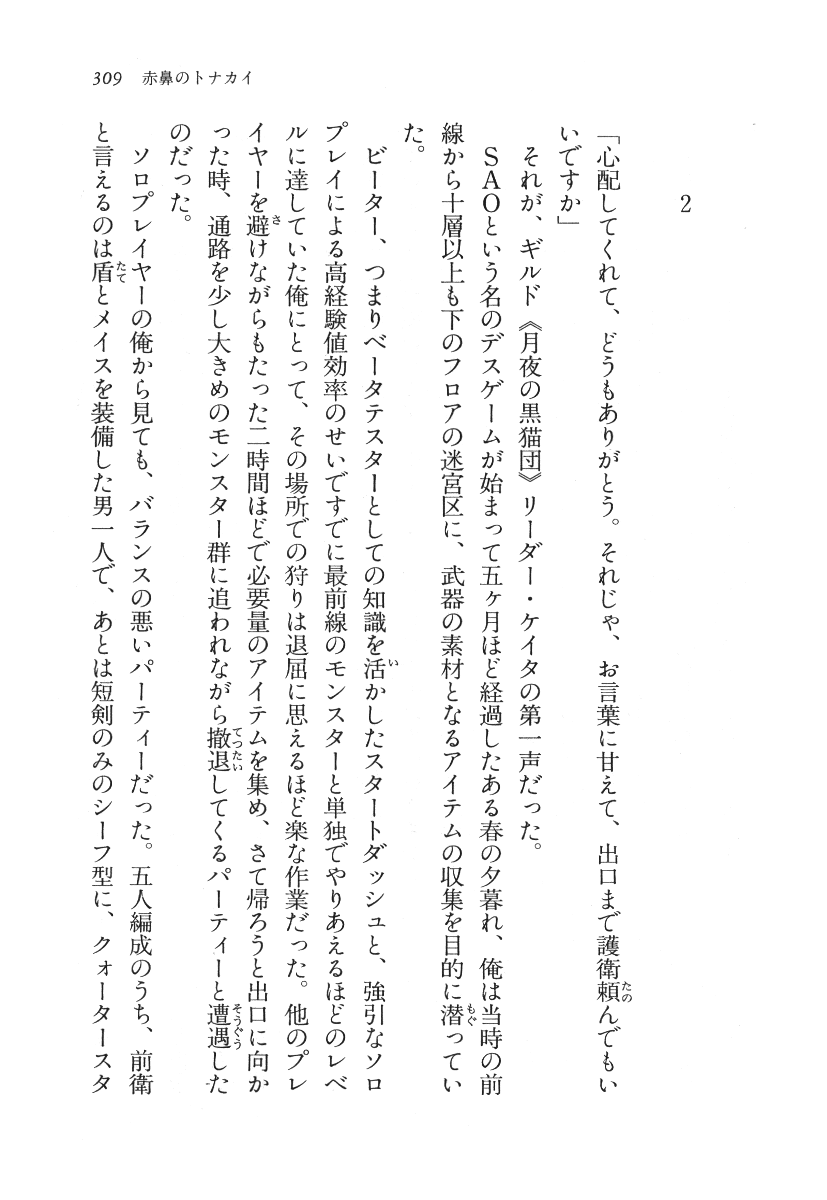 309 赤鼻のトナカイ
2
「心配してくれて、どうもありがとう。それじゃ、お言葉に甘えて、出口まで護衛頼んでもい
いですか」
それが、ギルド《月夜の黒猫団》リーダー・ケイタの第一声だった。
SAOという名のデスゲームが始まって五ヶ月ほど経過したある春の夕暮れ、俺は当時の前
線から十層以上も下のフロアの迷宮区に、武器の素材となるアイテムの収集を目的に潜ってい
た。
ビーター、つまりベータテスターとしての知識を活かしたスタートダッシュと、強引なソロ
プレイによる高経験値効率のせいですでに最前線のモンスターと単独でやりあえるほどのレベ
ルに達していた俺にとって、その場所での狩りは退屈に思えるほど楽な作業だった。他のプレ
イヤーを避けながらもたった二時間ほどで必要量のアイテムを集め、さて帰ろうと出口に向か
った時、通路を少し大きめのモンスター群に追われながら撤退してくるパーティーと遭遇した
のだった。
ソロプレイヤーの俺から見ても、バランスの悪いパーティーだった。五人編成のうち、前衛
と言えるのは盾とメイスを装備した男一人で、あとは短剣のみのシーフ型に、クォータースタ